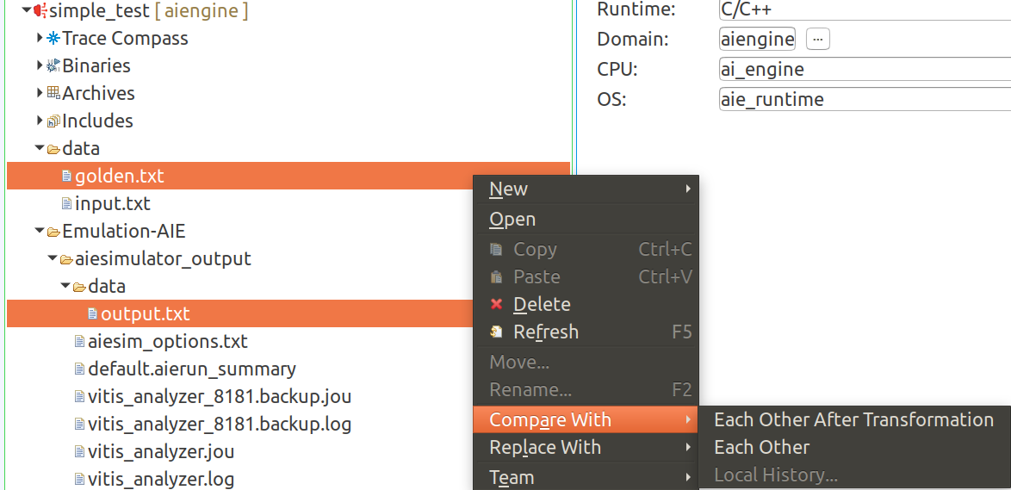 simple_test [ aiengine ]
Trace Compass
Binaries
Archives
Includes
data
golden.txt
input.txt
Emulation-AIE
aiesimulator_output
data
output.txt
aiesim_options.txt
default.aierun_summary
vitis_analyzer_8181.backup.jou
vitis_analyzer_8181.backup.log
vitis_analyzer.jou
vitis_analyzer.log
Runtime: C/C++
Domain: aiengine ...
CPU: ai_engine
OS: aie_runtime
New
Open
Copy Ctrl+C
Paste Ctrl+V
Delete
Refresh F5
Move...
Rename... F2
Compare With
Replace With
Team
Each Other After Transformation
Each Other
Local History...